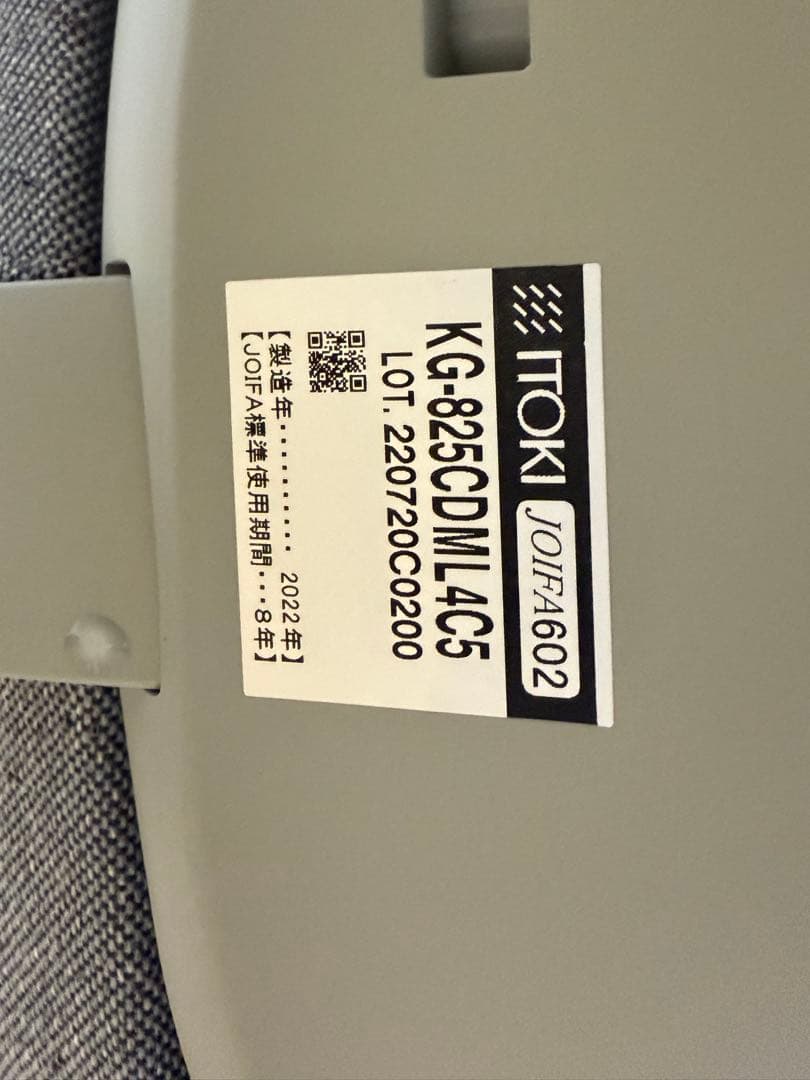 ITOKI JOIFA602
KG-825CDML4C5
LOT. 220720C0200
【製造年............ 2022年】
【JOIFA標準使用期間...8年】